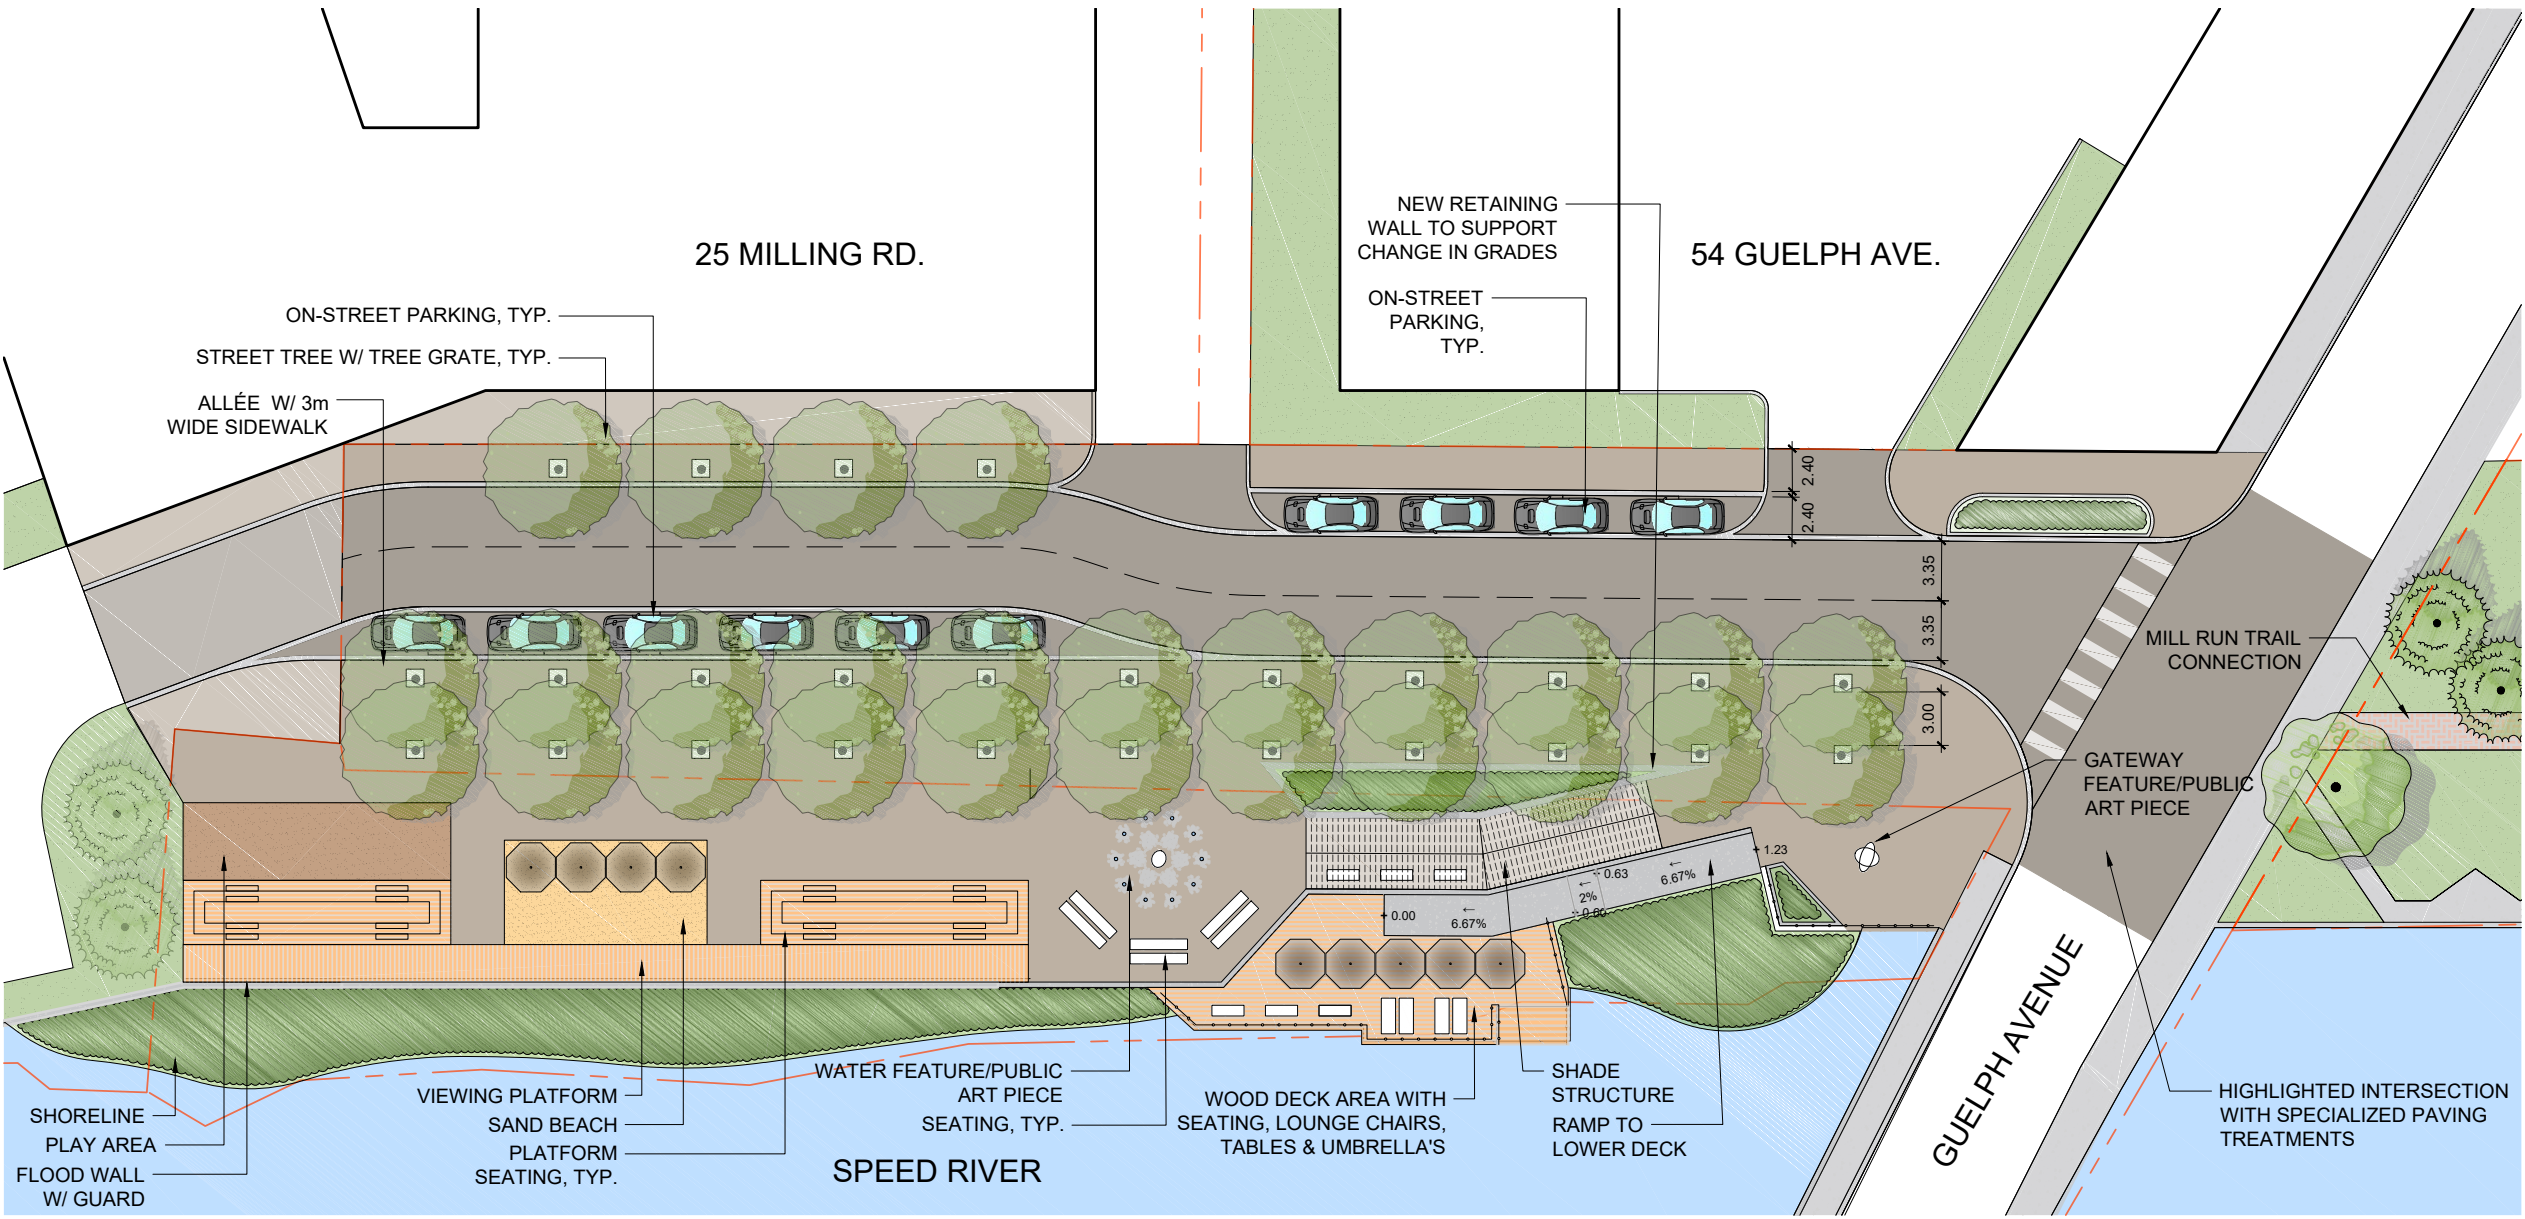 NEW RETAINING
WALL TO SUPPORT
CHANGE IN GRADES
25 MILLING RD.
54 GUELPH AVE.
ON-STREET
PARKING,
TYP.
ON-STREET PARKING, TYP.
STREET TREE W/ TREE GRATE, TYP.
ALLÉE W/ 3m
WIDE SIDEWALK
2.40
2.40
3.35
3.35
3.00
MILL RUN TRAIL
CONNECTION
GATEWAY
FEATURE/PUBLIC
ART PIECE
+ 1.23
0.63
6.67%
2%
0.60
+ 0.00
6.67%
SHORELINE
PLAY AREA
FLOOD WALL
W/ GUARD
VIEWING PLATFORM
SAND BEACH
PLATFORM
SEATING, TYP.
WATER FEATURE/PUBLIC
ART PIECE
SEATING, TYP.
SPEED RIVER
WOOD DECK AREA WITH
SEATING, LOUNGE CHAIRS,
TABLES & UMBRELLA'S
SHADE
STRUCTURE
RAMP TO
LOWER DECK
GUELPH AVENUE
HIGHLIGHTED INTERSECTION
WITH SPECIALIZED PAVING
TREATMENTS